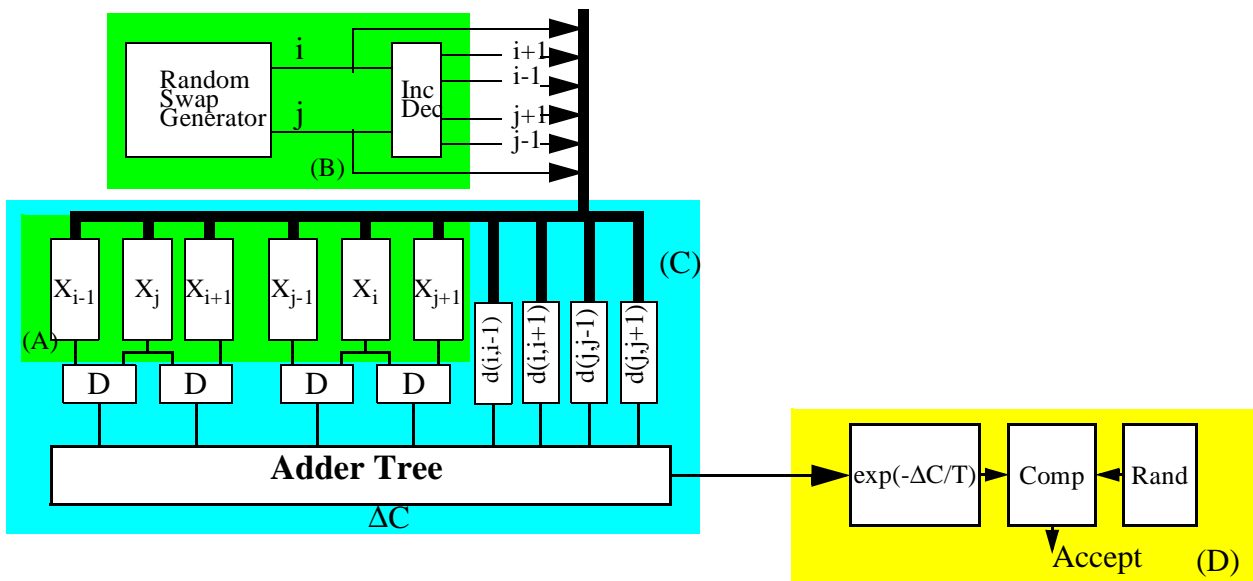 Random
Swap
Generator
i
j
Inc
Dec
i+1
i-1
j+1
j-1
(B)
X_{i-1}
X_j
X_{i+1}
X_{j-1}
X_i
X_{j+1}
(A)
(C)
d(i,i-1)
d(i,i+1)
d(j,j-1)
d(j,j+1)
D
D
D
D
Adder Tree
ΔC
exp(-ΔC/T)
Comp
Rand
Accept
(D)